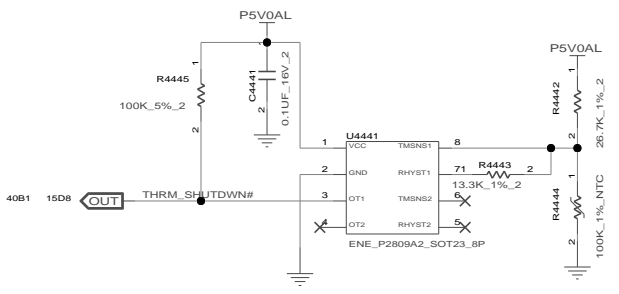 P5V0AL
P5V0AL
1
R4445
100K_5%_2
2
C4441
2
0.1UF_16V_2
1
R4442
26.7K_1%_2
2
U4441
1 VCC TMSNS1 8
2 GND RHYST1 71 R4443 2
13.3K_1%_2
40B1 15D8 OUT THRM_SHUTDWN# 3 OT1 TMSNS2 6
4 OT2 RHYST2 5
ENE_P2809A2_SOT23_8P
1
R4444
100K_1%_NTC
2